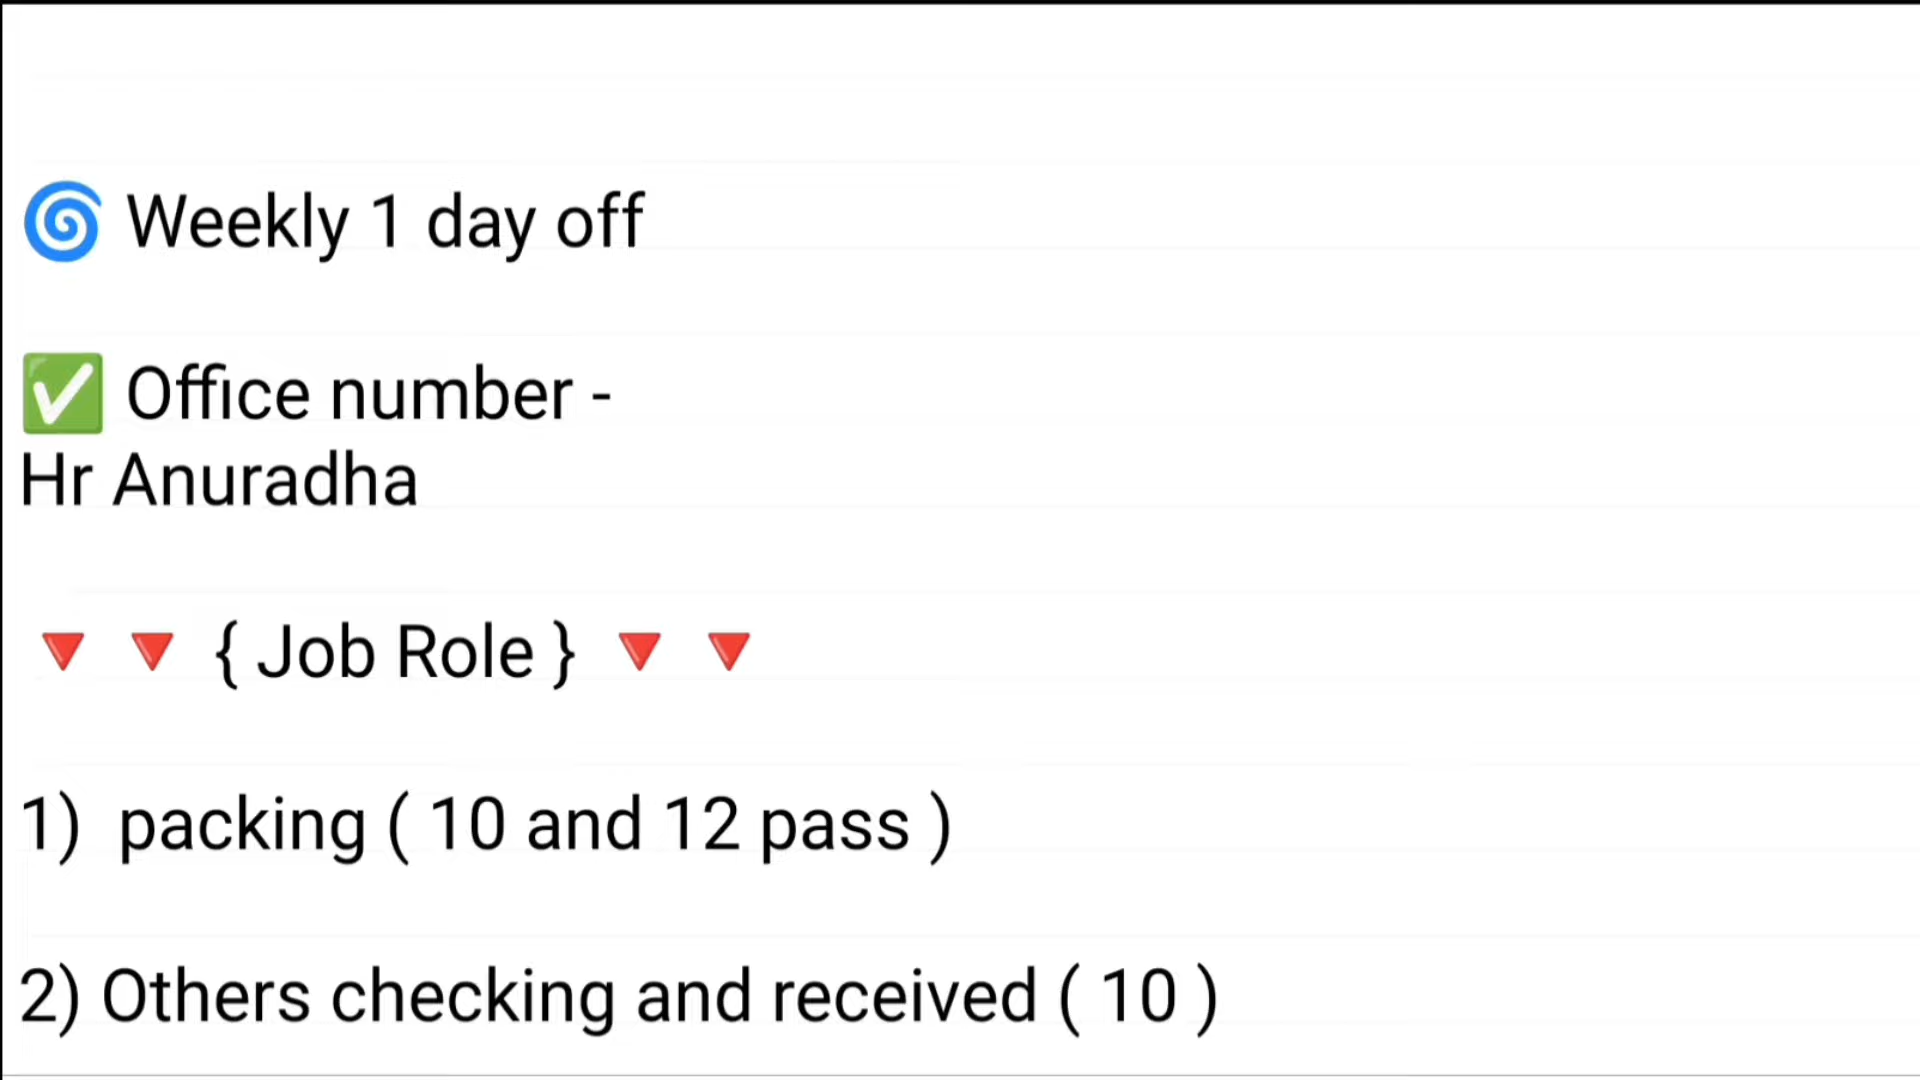 🌀 Weekly 1 day off
✅ Office number -
Hr Anuradha
🔻 🔻 { Job Role } 🔻 🔻
1) packing ( 10 and 12 pass )
2) Others checking and received ( 10 )